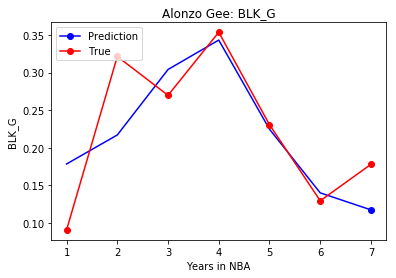 Alonzo Gee: BLK_G
Prediction
True
0.35
0.30
0.25
0.20
0.15
0.10
BLK_G
1 2 3 4 5 6 7
Years in NBA